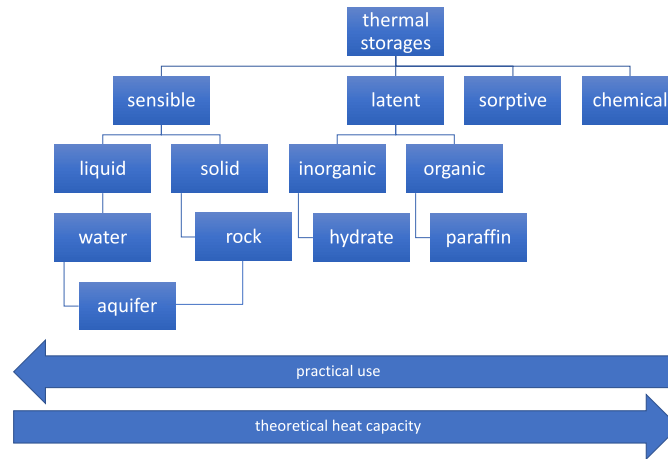 thermal
storages
sensible
latent
sorptive
chemical
liquid
solid
inorganic
organic
water
rock
hydrate
paraffin
aquifer
practical use
theoretical heat capacity